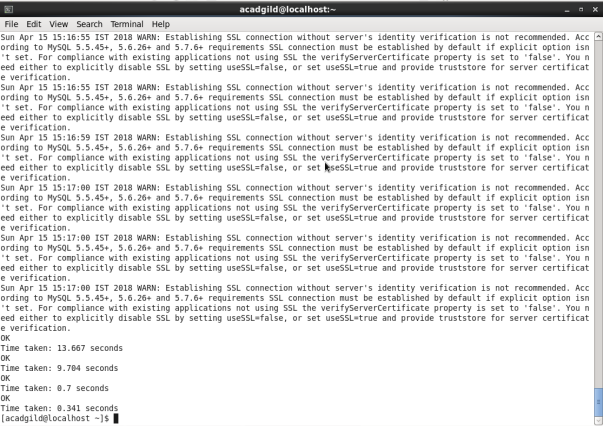 acadgild@localhost:~
File Edit View Search Terminal Help
Sun Apr 15 15:16:55 IST 2018 WARN: Establishing SSL connection without server's identity verification is not recommended. Acc
ording to MySQL 5.5.45+, 5.6.26+ and 5.7.6+ requirements SSL connection must be established by default if explicit option isn
't set. For compliance with existing applications not using SSL the verifyServerCertificate property is set to 'false'. You n
eed either to explicitly disable SSL by setting useSSL=false, or set useSSL=true and provide truststore for server certificat
e verification.
Sun Apr 15 15:16:55 IST 2018 WARN: Establishing SSL connection without server's identity verification is not recommended. Acc
ording to MySQL 5.5.45+, 5.6.26+ and 5.7.6+ requirements SSL connection must be established by default if explicit option isn
't set. For compliance with existing applications not using SSL the verifyServerCertificate property is set to 'false'. You n
eed either to explicitly disable SSL by setting useSSL=false, or set useSSL=true and provide truststore for server certificat
e verification.
Sun Apr 15 15:16:59 IST 2018 WARN: Establishing SSL connection without server's identity verification is not recommended. Acc
ording to MySQL 5.5.45+, 5.6.26+ and 5.7.6+ requirements SSL connection must be established by default if explicit option isn
't set. For compliance with existing applications not using SSL the verifyServerCertificate property is set to 'false'. You n
eed either to explicitly disable SSL by setting useSSL=false, or set useSSL=true and provide truststore for server certificat
e verification.
Sun Apr 15 15:17:00 IST 2018 WARN: Establishing SSL connection without server's identity verification is not recommended. Acc
ording to MySQL 5.5.45+, 5.6.26+ and 5.7.6+ requirements SSL connection must be established by default if explicit option isn
't set. For compliance with existing applications not using SSL the verifyServerCertificate property is set to 'false'. You n
eed either to explicitly disable SSL by setting useSSL=false, or set useSSL=true and provide truststore for server certificat
e verification.
Sun Apr 15 15:17:00 IST 2018 WARN: Establishing SSL connection without server's identity verification is not recommended. Acc
ording to MySQL 5.5.45+, 5.6.26+ and 5.7.6+ requirements SSL connection must be established by default if explicit option isn
't set. For compliance with existing applications not using SSL the verifyServerCertificate property is set to 'false'. You n
eed either to explicitly disable SSL by setting useSSL=false, or set useSSL=true and provide truststore for server certificat
e verification.
Sun Apr 15 15:17:00 IST 2018 WARN: Establishing SSL connection without server's identity verification is not recommended. Acc
ording to MySQL 5.5.45+, 5.6.26+ and 5.7.6+ requirements SSL connection must be established by default if explicit option isn
't set. For compliance with existing applications not using SSL the verifyServerCertificate property is set to 'false'. You n
eed either to explicitly disable SSL by setting useSSL=false, or set useSSL=true and provide truststore for server certificat
e verification.
OK
Time taken: 13.667 seconds
OK
Time taken: 9.704 seconds
OK
Time taken: 0.7 seconds
OK
Time taken: 0.341 seconds
[acadgild@localhost ~]$